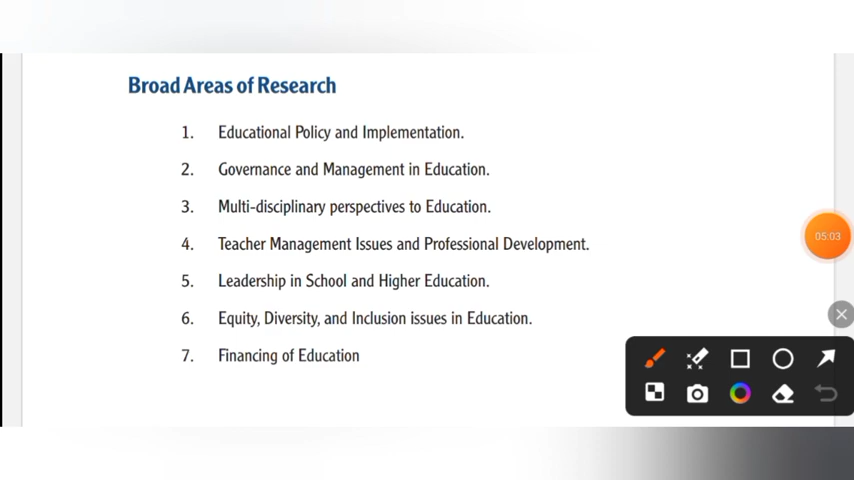 Broad Areas of Research
1. Educational Policy and Implementation.
2. Governance and Management in Education.
3. Multi-disciplinary perspectives to Education.
4. Teacher Management Issues and Professional Development.
5. Leadership in School and Higher Education.
6. Equity, Diversity, and Inclusion issues in Education.
7. Financing of Education
05:03